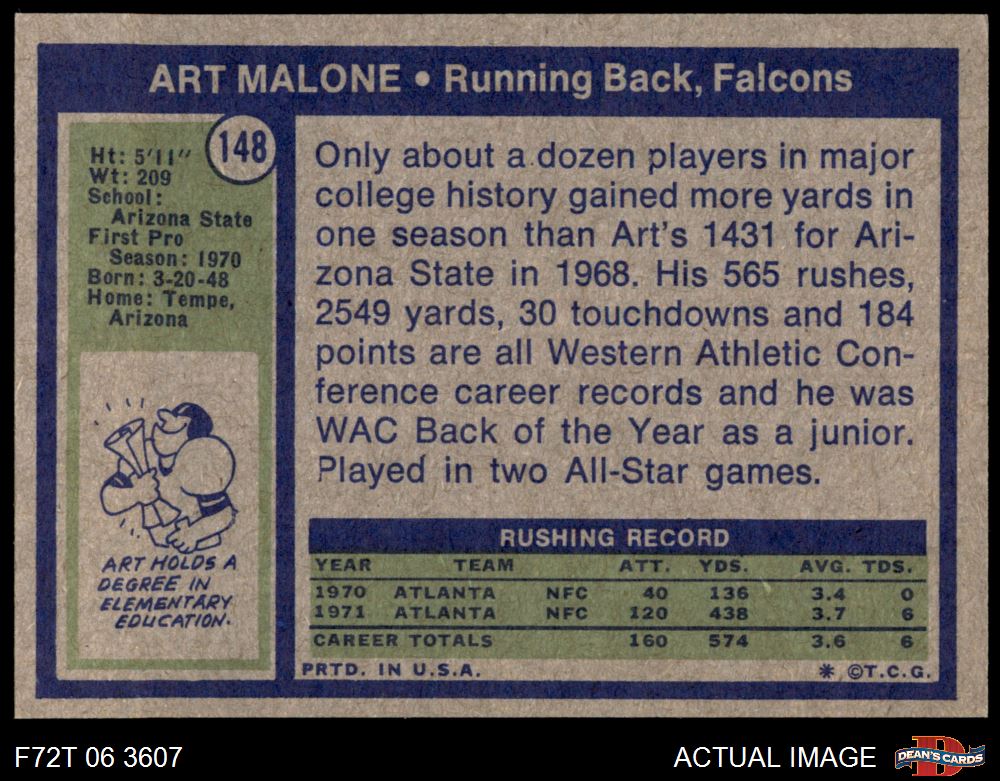 ART MALONE • Running Back, Falcons
148
Ht: 5'11"
Wt: 209
School:
Arizona State
First Pro
Season: 1970
Born: 3-20-48
Home: Tempe,
Arizona
ART HOLDS A
DEGREE IN
ELEMENTARY
EDUCATION.
Only about a dozen players in major
college history gained more yards in
one season than Art's 1431 for Ari-
zona State in 1968. His 565 rushes,
2549 yards, 30 touchdowns and 184
points are all Western Athletic Con-
ference career records and he was
WAC Back of the Year as a junior.
Played in two All-Star games.
RUSHING RECORD
YEAR TEAM ATT. YDS. AVG. TDS.
1970 ATLANTA NFC 40 136 3.4 0
1971 ATLANTA NFC 120 438 3.7 6
CAREER TOTALS 160 574 3.6 6
PRTD. IN U.S.A. * ©T.C.G.
F72T 06 3607 ACTUAL IMAGE
D
DEAN'S CARDS